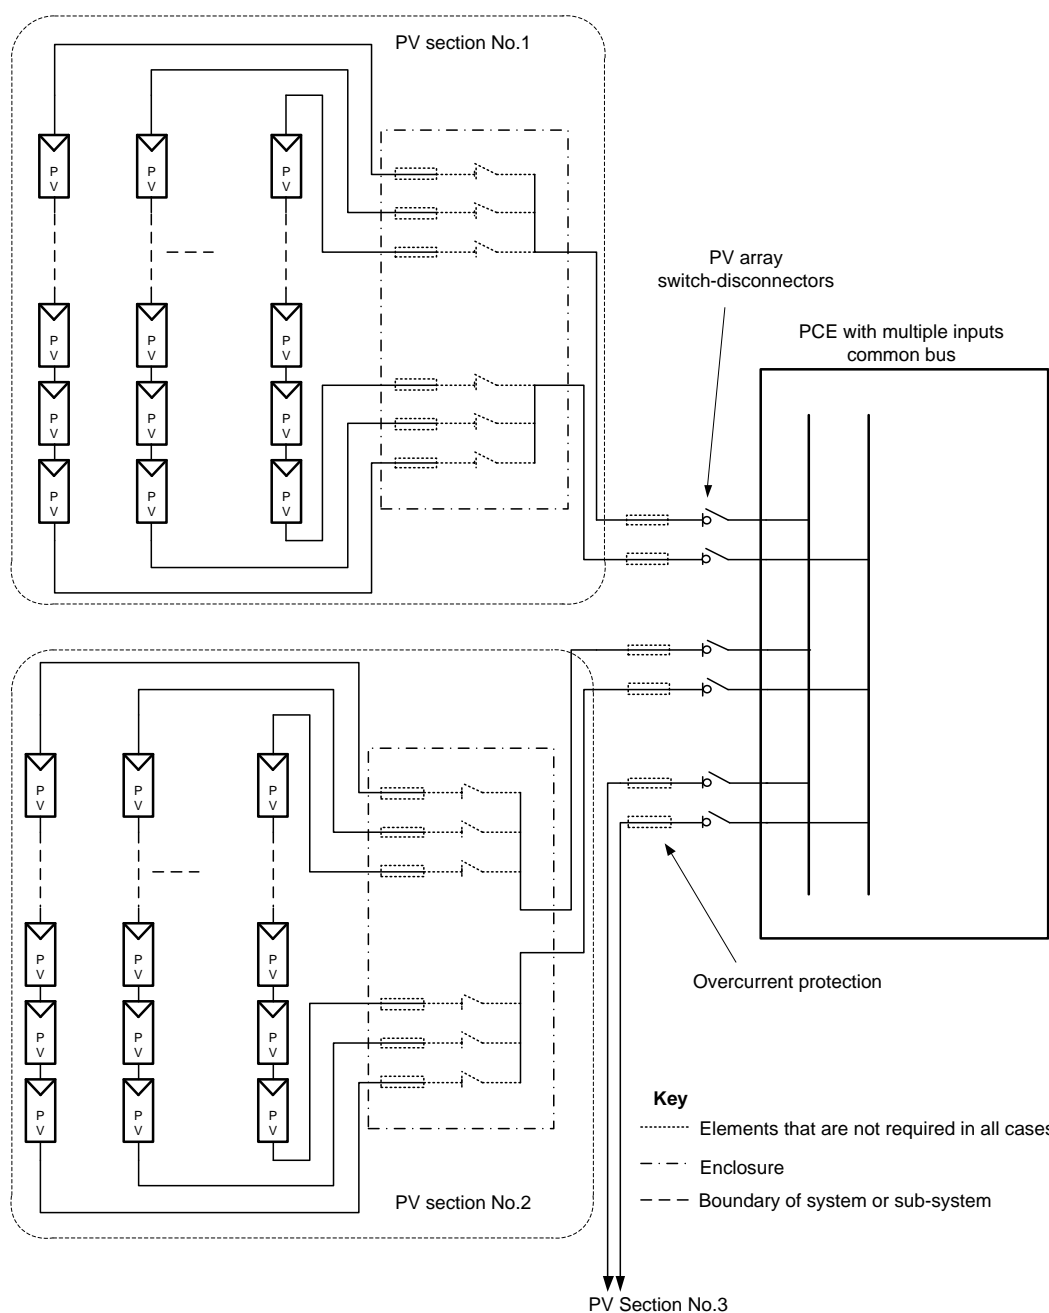 PV section No.1
P
V
P
V
P
V
P
V
P
V
P
V
P
V
P
V
P
V
P
V
P
V
P
V
PV array
switch-disconnectors
PCE with multiple inputs
common bus
P
V
P
V
P
V
P
V
P
V
P
V
P
V
P
V
P
V
P
V
P
V
P
V
Overcurrent protection
PV section No.2
Key
Elements that are not required in all cases
Enclosure
Boundary of system or sub-system
PV Section No.3